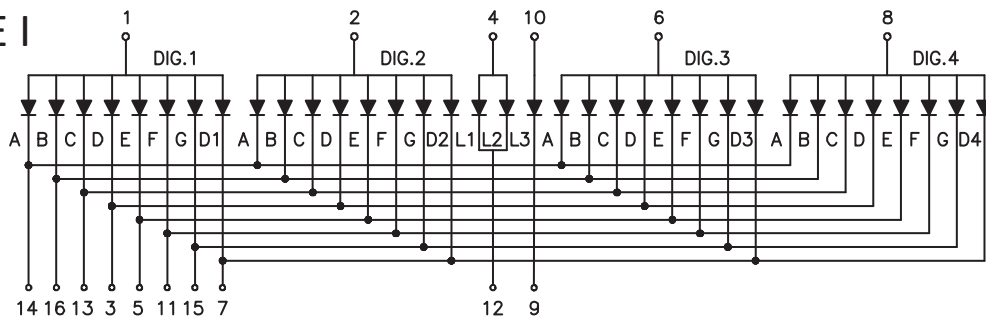 E I
1 2 4 10 6 8
DIG.1 DIG.2 DIG.3 DIG.4
A B C D E F G D1 A B C D E F G D2 L1 L2 L3 A B C D E F G D3 A B C D E F G D4
14 16 13 3 5 11 15 7 12 9